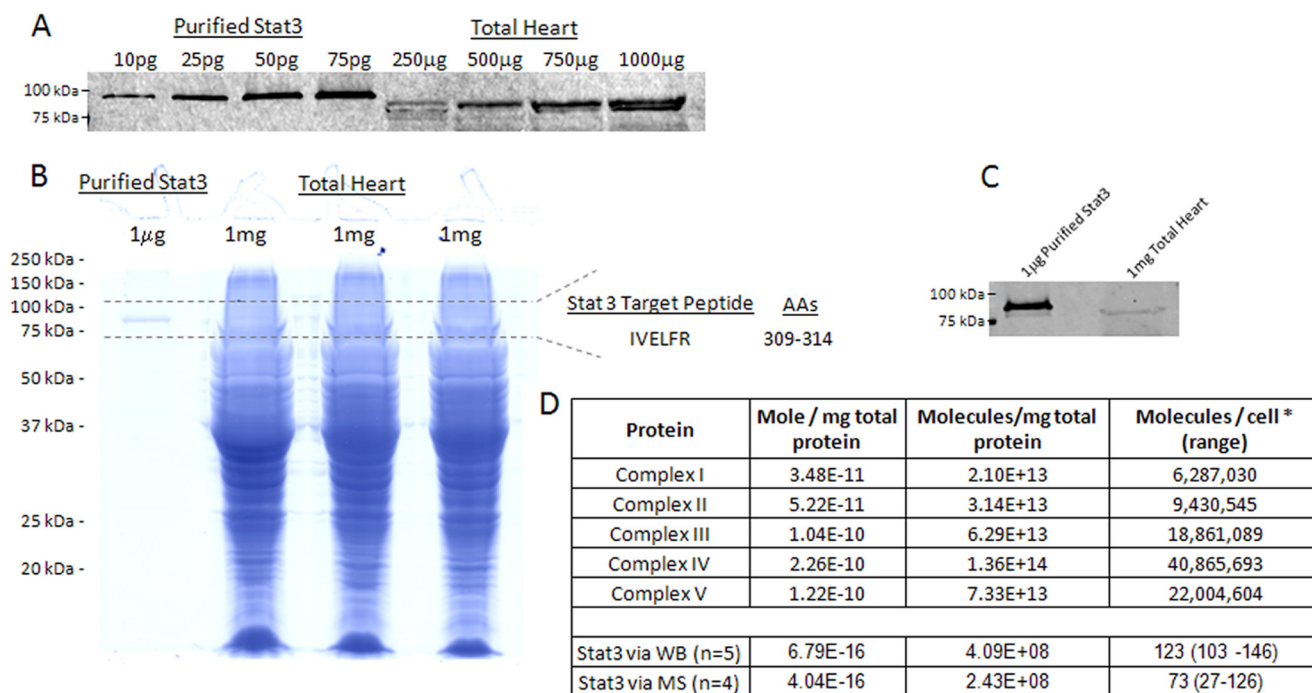 A
Purified Stat3 Total Heart
10pg 25pg 50pg 75pg 250µg 500µg 750µg 1000µg
100 kDa -
75 kDa -
B
Purified Stat3 Total Heart
1µg 1mg 1mg 1mg
250 kDa -
150 kDa -
100 kDa -
75 kDa -
50 kDa -
37 kDa -
25 kDa -
20 kDa -
Stat 3 Target Peptide AAs
IVELFR 309-314
C
1µg Purified Stat3 1mg Total Heart
100 kDa
75 kDa
D
Protein Mole / mg total protein Molecules/mg total protein Molecules / cell * (range)
Complex I 3.48E-11 2.10E+13 6,287,030
Complex II 5.22E-11 3.14E+13 9,430,545
Complex III 1.04E-10 6.29E+13 18,861,089
Complex IV 2.26E-10 1.36E+14 40,865,693
Complex V 1.22E-10 7.33E+13 22,004,604
Stat3 via WB (n=5) 6.79E-16 4.09E+08 123 (103 -146)
Stat3 via MS (n=4) 4.04E-16 2.43E+08 73 (27-126)